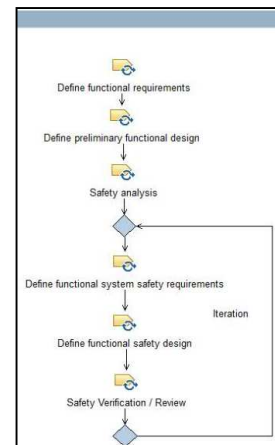 Define functional requirements
Define preliminary functional design
Safety analysis
Define functional system safety requirements
Iteration
Define functional safety design
Safety Verification / Review